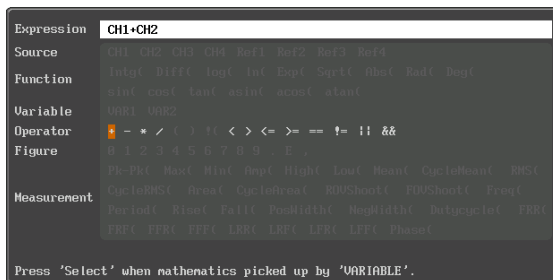 Expression CH1+CH2
Source CH1 CH2 CH3 CH4 Ref1 Ref2 Ref3 Ref4
Function Intg( Diff( log( ln( Exp( Sqrt( Abs( Rad( Deg(
sin( cos( tan( asin( acos( atan(
Variable VAR1 VAR2
Operator + - * / ( ) !( < > <= >= == != || &&
Figure 0 1 2 3 4 5 6 7 8 9 . E ,
Measurement Pk-Pk( Max( Min( Amp( High( Low( Mean( CycleMean( RMS(
CycleRMS( Area( CycleArea( ROVShoot( FOVShoot( Freq(
Period( Rise( Fall( PosWidth( NegWidth( Dutycycle( FRR(
FRF( FFR( FFF( LRR( LRF( LFR( LFF( Phase(
Press 'Select' when mathematics picked up by 'VARIABLE'.